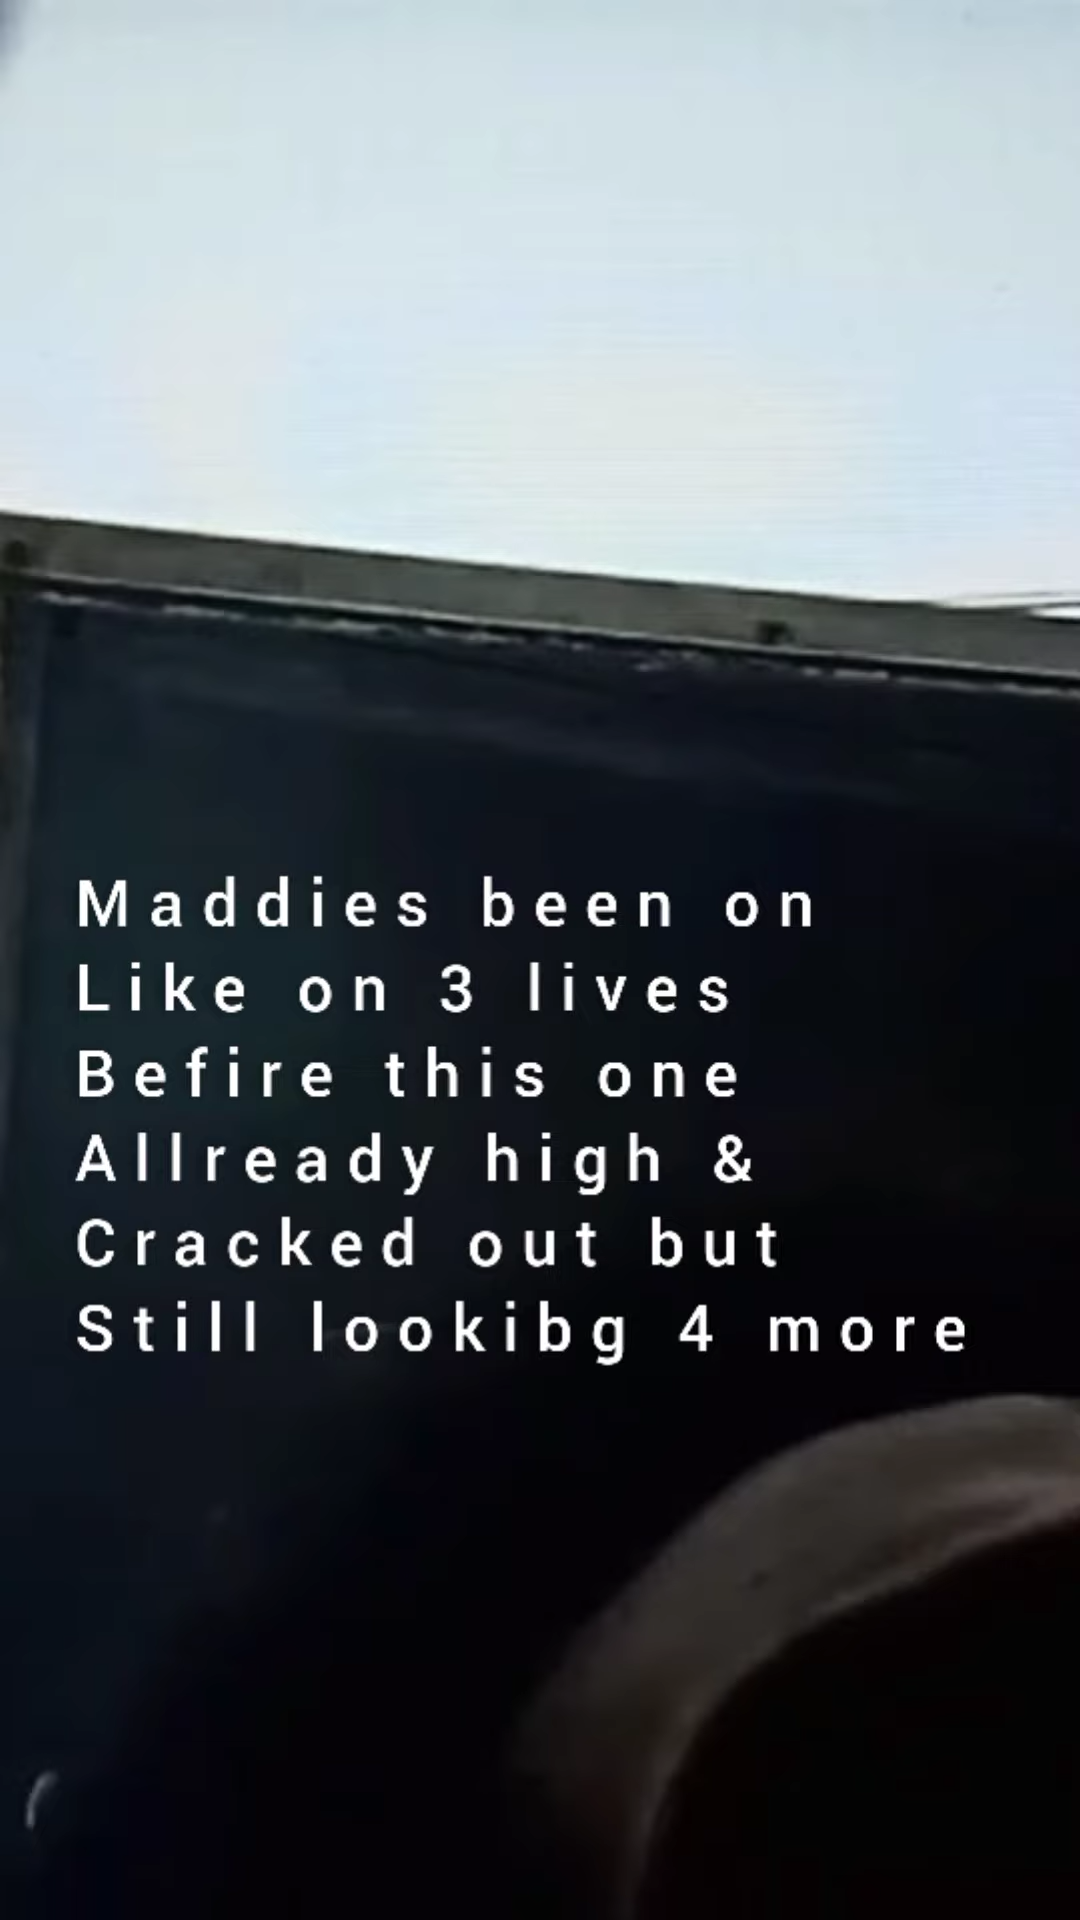 Maddies been on
Like on 3 lives
Befire this one
Allready high &
Cracked out but
Still lookibg 4 more